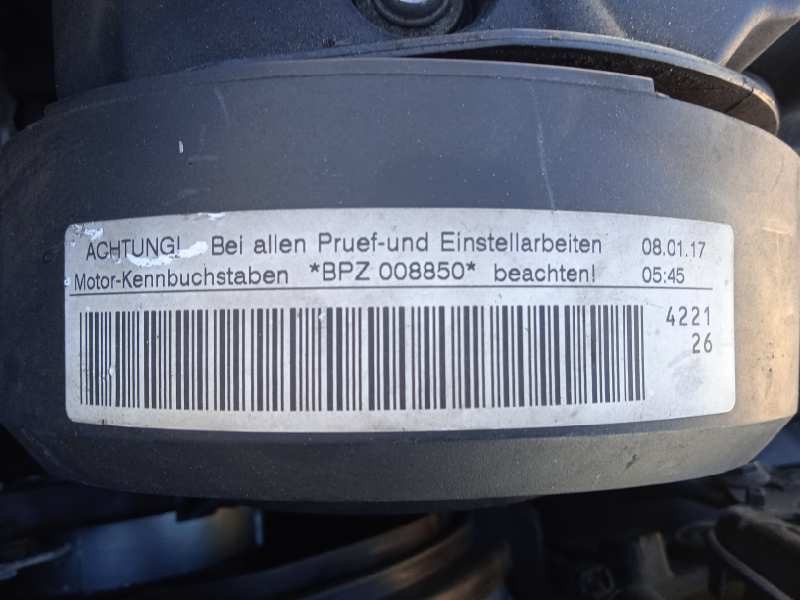 ACHTUNG! Bei allen Pruef-und Einstellarbeiten 08.01.17
Motor-Kennbuchstaben *BPZ 008850* beachten! 05:45
4221
26